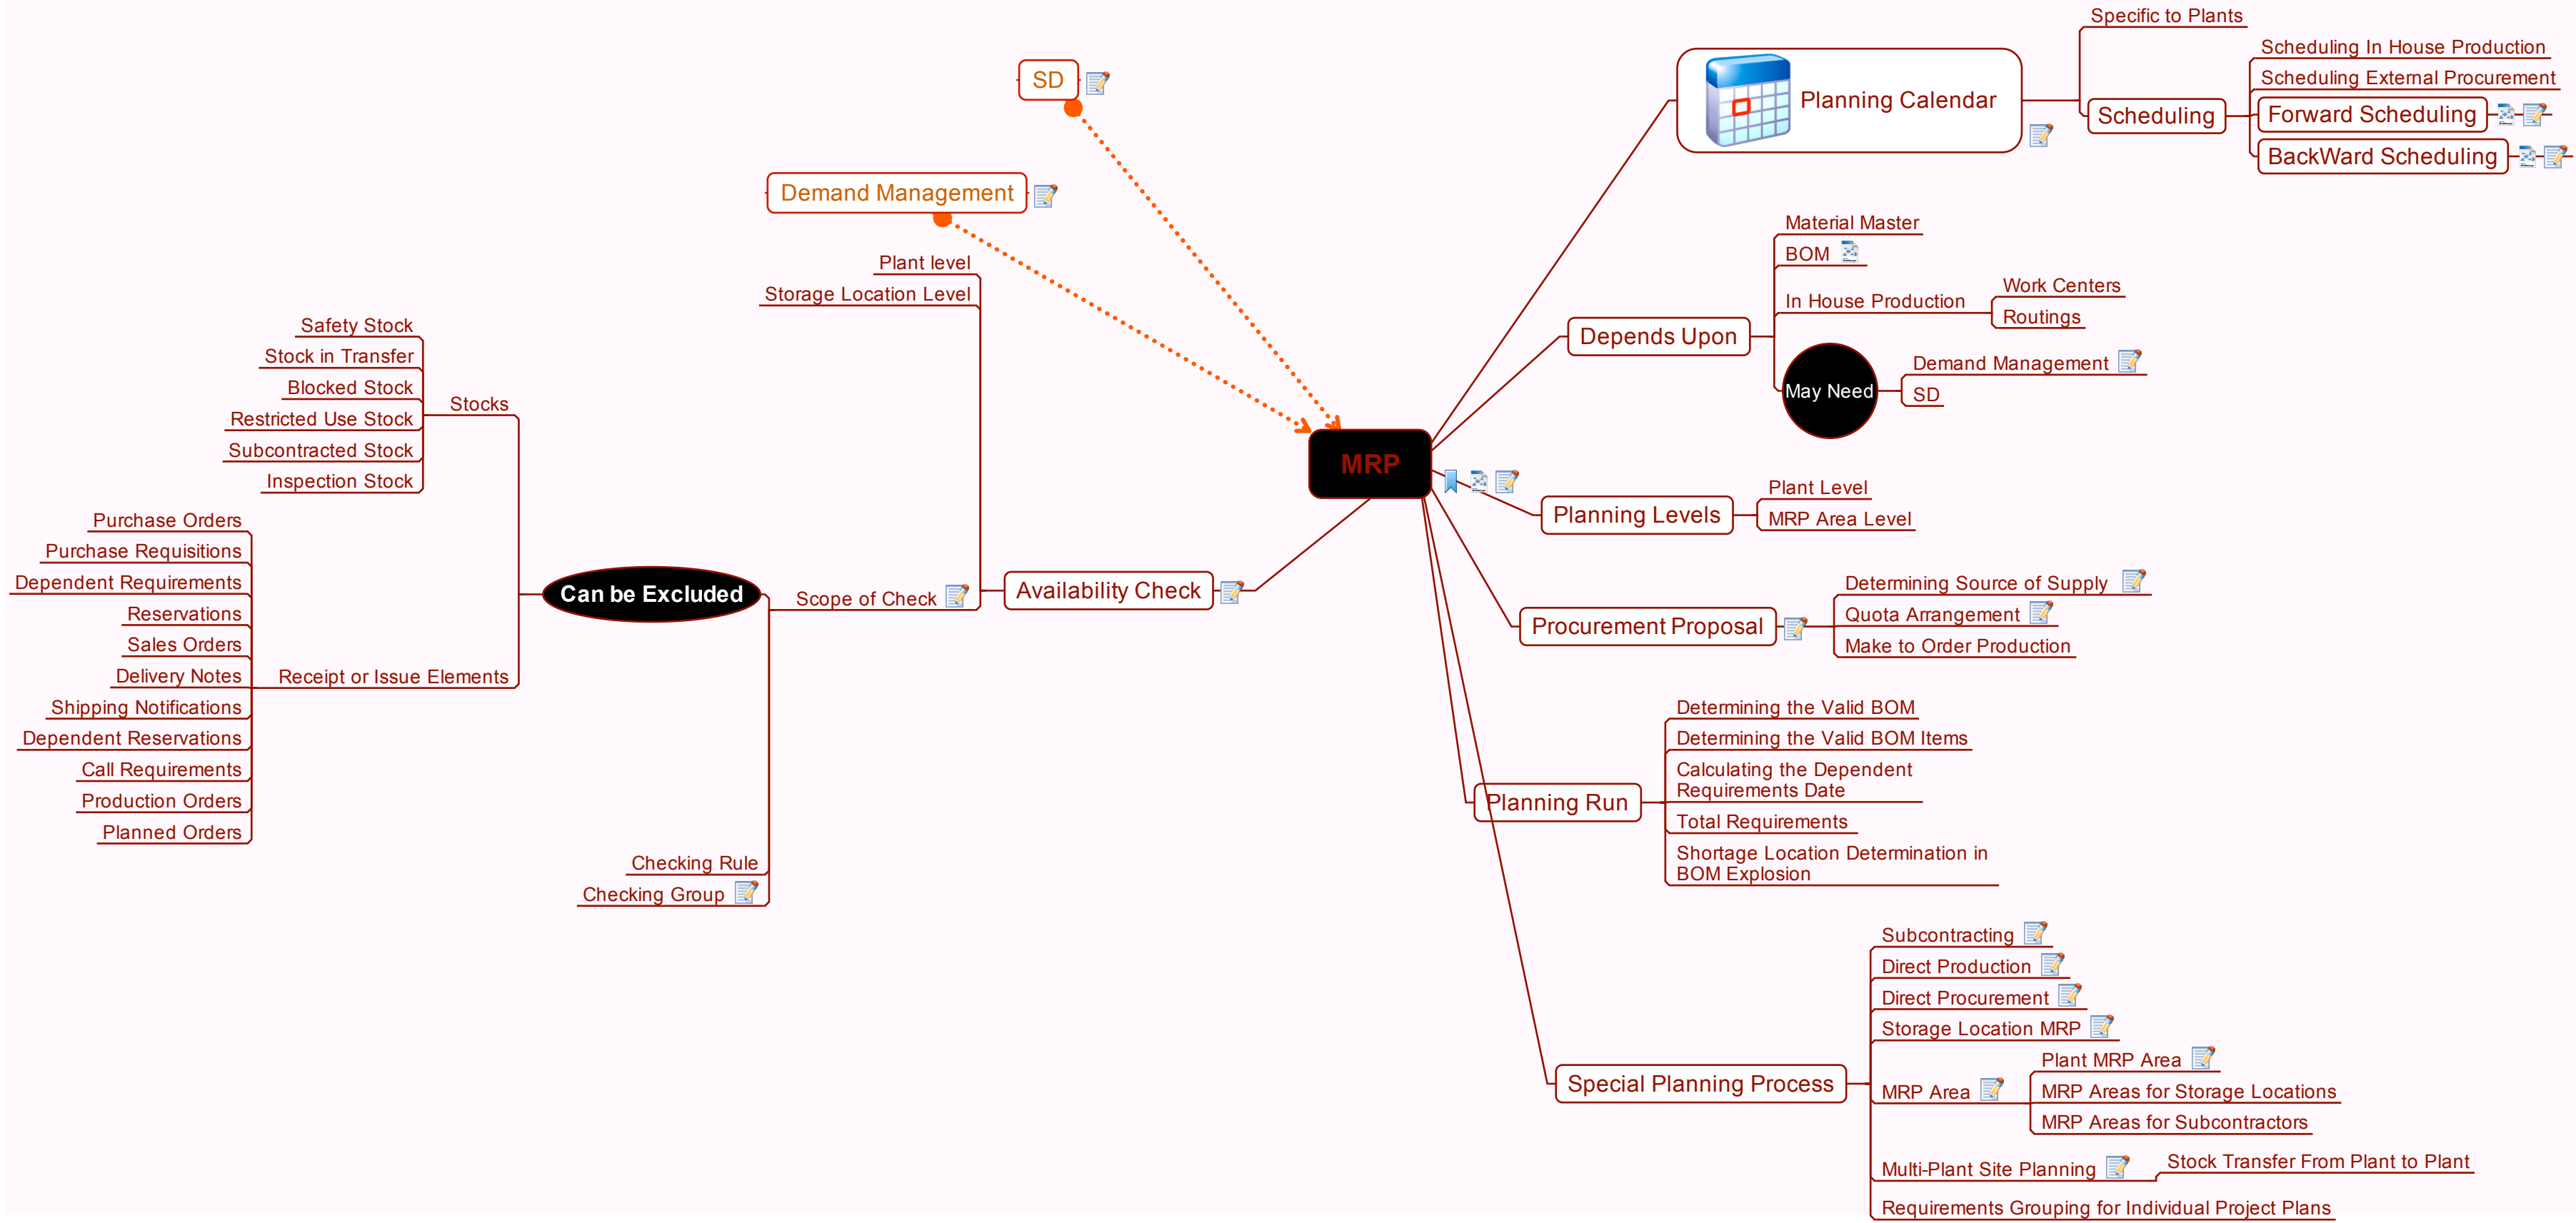 SD
Demand Management
Plant level
Storage Location Level
Safety Stock
Stock in Transfer
Blocked Stock
Restricted Use Stock
Subcontracted Stock
Inspection Stock
Stocks
Purchase Orders
Purchase Requisitions
Dependent Requirements
Reservations
Sales Orders
Delivery Notes
Shipping Notifications
Dependent Reservations
Call Requirements
Production Orders
Planned Orders
Receipt or Issue Elements
Can be Excluded
Scope of Check
Checking Rule
Checking Group
Availability Check
MRP
Planning Calendar
Specific to Plants
Scheduling
Scheduling In House Production
Scheduling External Procurement
Forward Scheduling
BackWard Scheduling
Depends Upon
Material Master
BOM
In House Production
Work Centers
Routings
May Need
Demand Management
SD
Planning Levels
Plant Level
MRP Area Level
Procurement Proposal
Determining Source of Supply
Quota Arrangement
Make to Order Production
Planning Run
Determining the Valid BOM
Determining the Valid BOM Items
Calculating the Dependent
Requirements Date
Total Requirements
Shortage Location Determination in
BOM Explosion
Special Planning Process
Subcontracting
Direct Production
Direct Procurement
Storage Location MRP
MRP Area
Plant MRP Area
MRP Areas for Storage Locations
MRP Areas for Subcontractors
Multi-Plant Site Planning
Stock Transfer From Plant to Plant
Requirements Grouping for Individual Project Plans